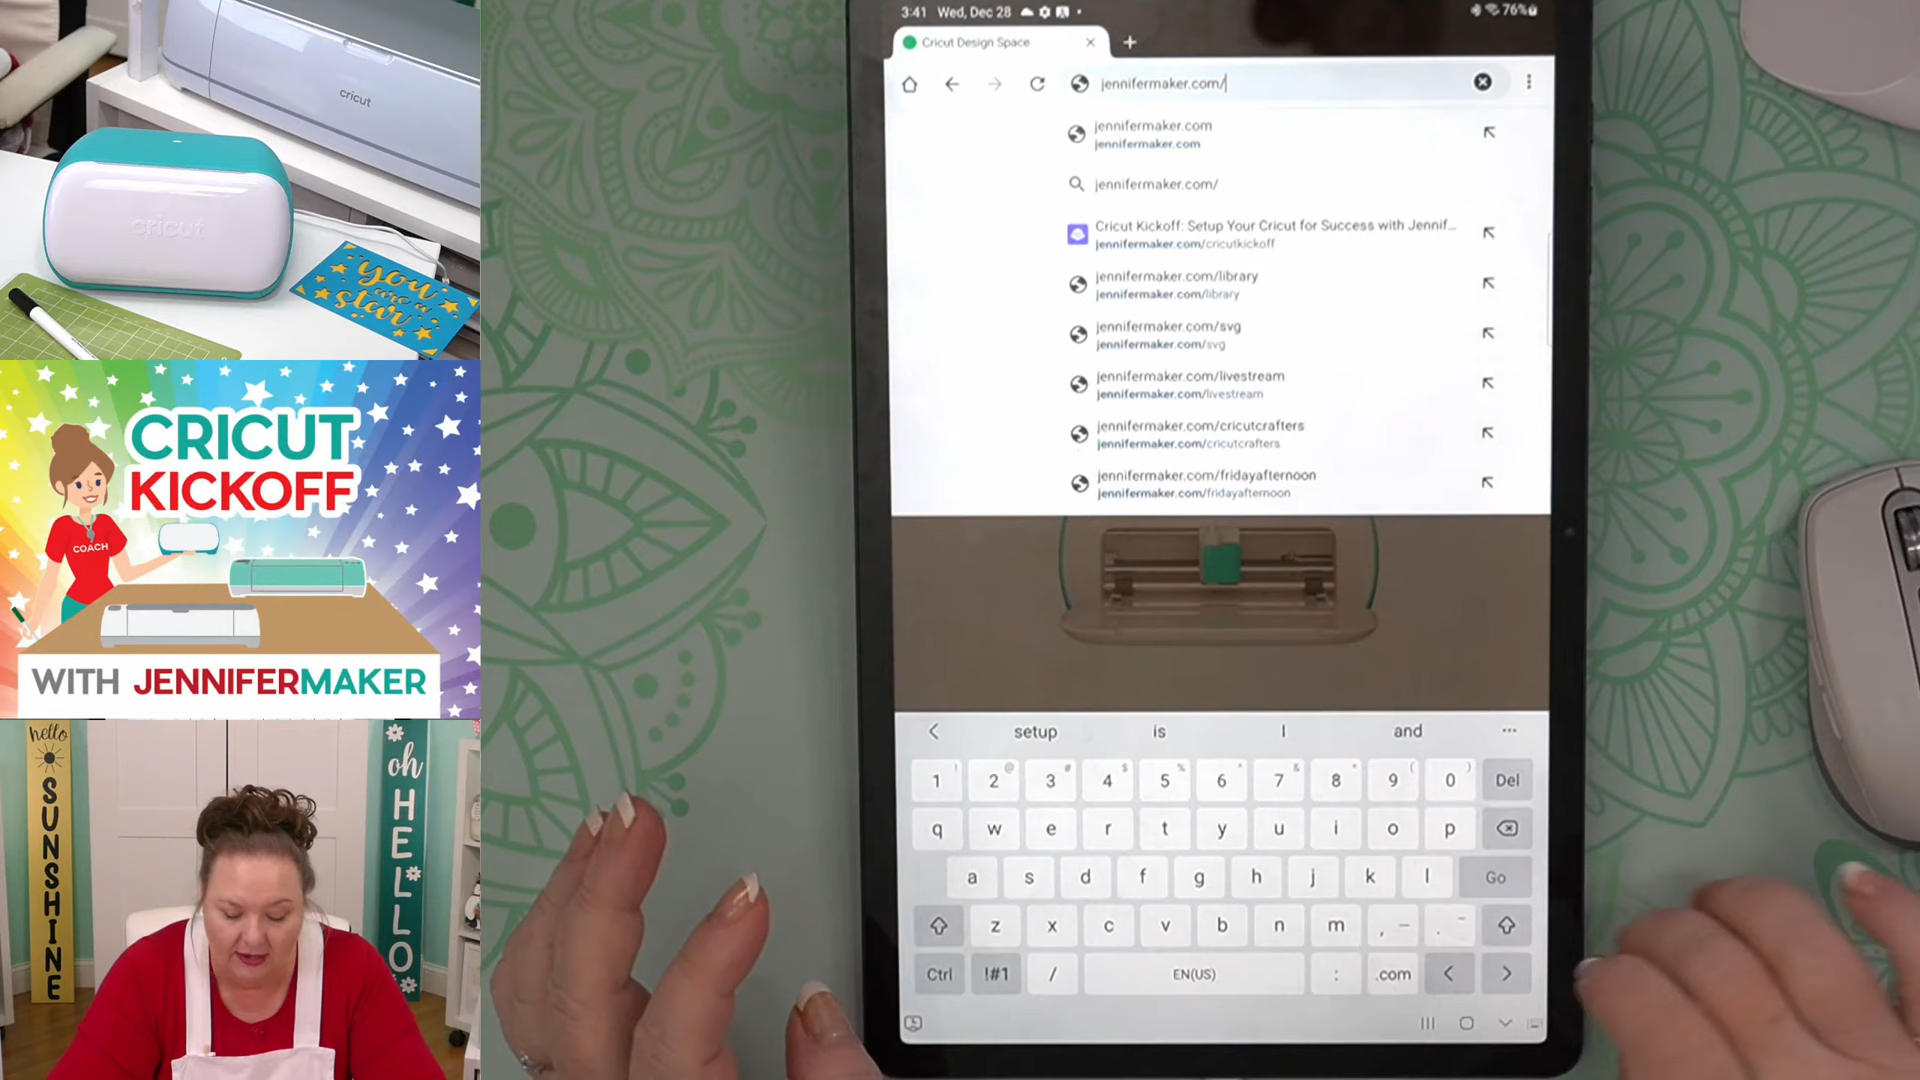 cricut
cricut
you
are a
star
CRICUT
KICKOFF
COACH
WITH JENNIFERMAKER
hello
SUNSHINE
oh
HELLO
3:41 Wed, Dec 28
76%
Cricut Design Space
jennifermaker.com/
jennifermaker.com
jennifermaker.com
jennifermaker.com/
Cricut Kickoff: Setup Your Cricut for Success with Jennif...
jennifermaker.com/cricutkickoff
jennifermaker.com/library
jennifermaker.com/library
jennifermaker.com/svg
jennifermaker.com/svg
jennifermaker.com/livestream
jennifermaker.com/livestream
jennifermaker.com/cricutcrafters
jennifermaker.com/cricutcrafters
jennifermaker.com/fridayafternoon
jennifermaker.com/fridayafternoon
setup is I and ...
! @ # $ % ^ & * ( )
1 2 3 4 5 6 7 8 9 0 Del
q w e r t y u i o p
a s d f g h j k l Go
z x c v b n m , .
Ctrl !#1 / EN(US) : .com < >